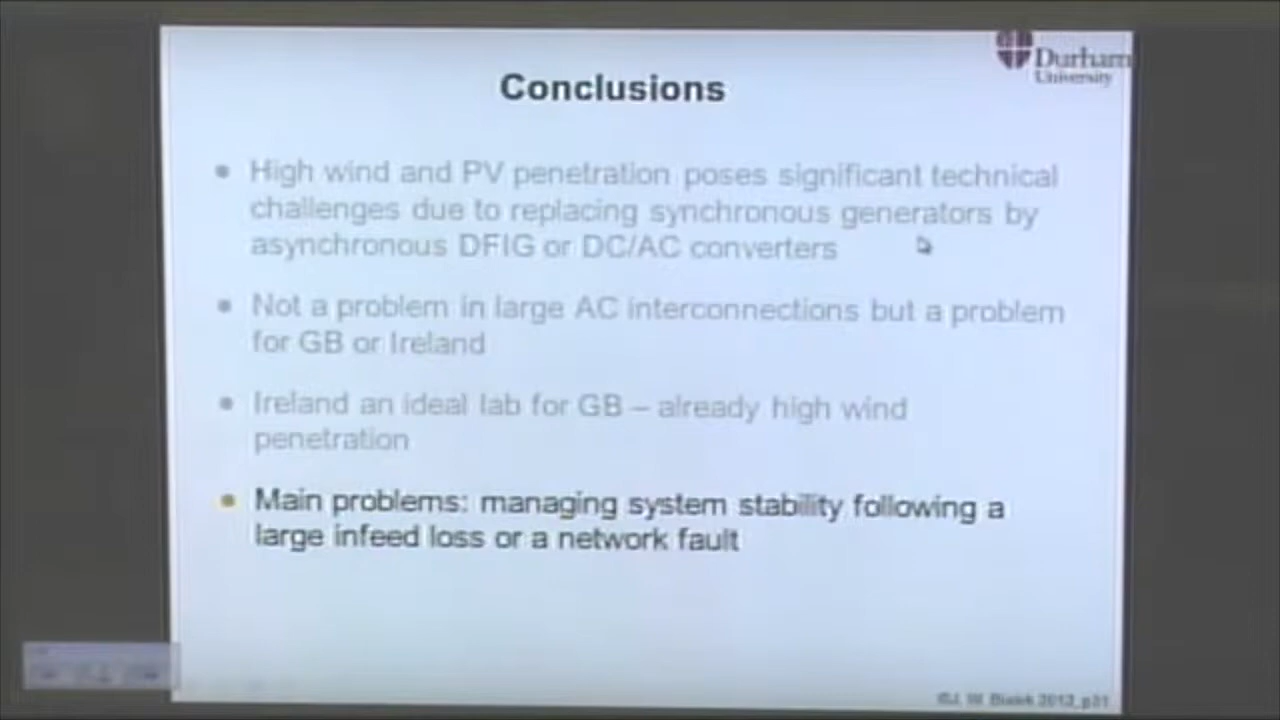 Durham
University
Conclusions
• High wind and PV penetration poses significant technical
challenges due to replacing synchronous generators by
asynchronous DFIG or DC/AC converters
• Not a problem in large AC interconnections but a problem
for GB or Ireland
• Ireland an ideal lab for GB – already high wind
penetration
• Main problems: managing system stability following a
large infeed loss or a network fault
©J. W. Bialek 2013, p31